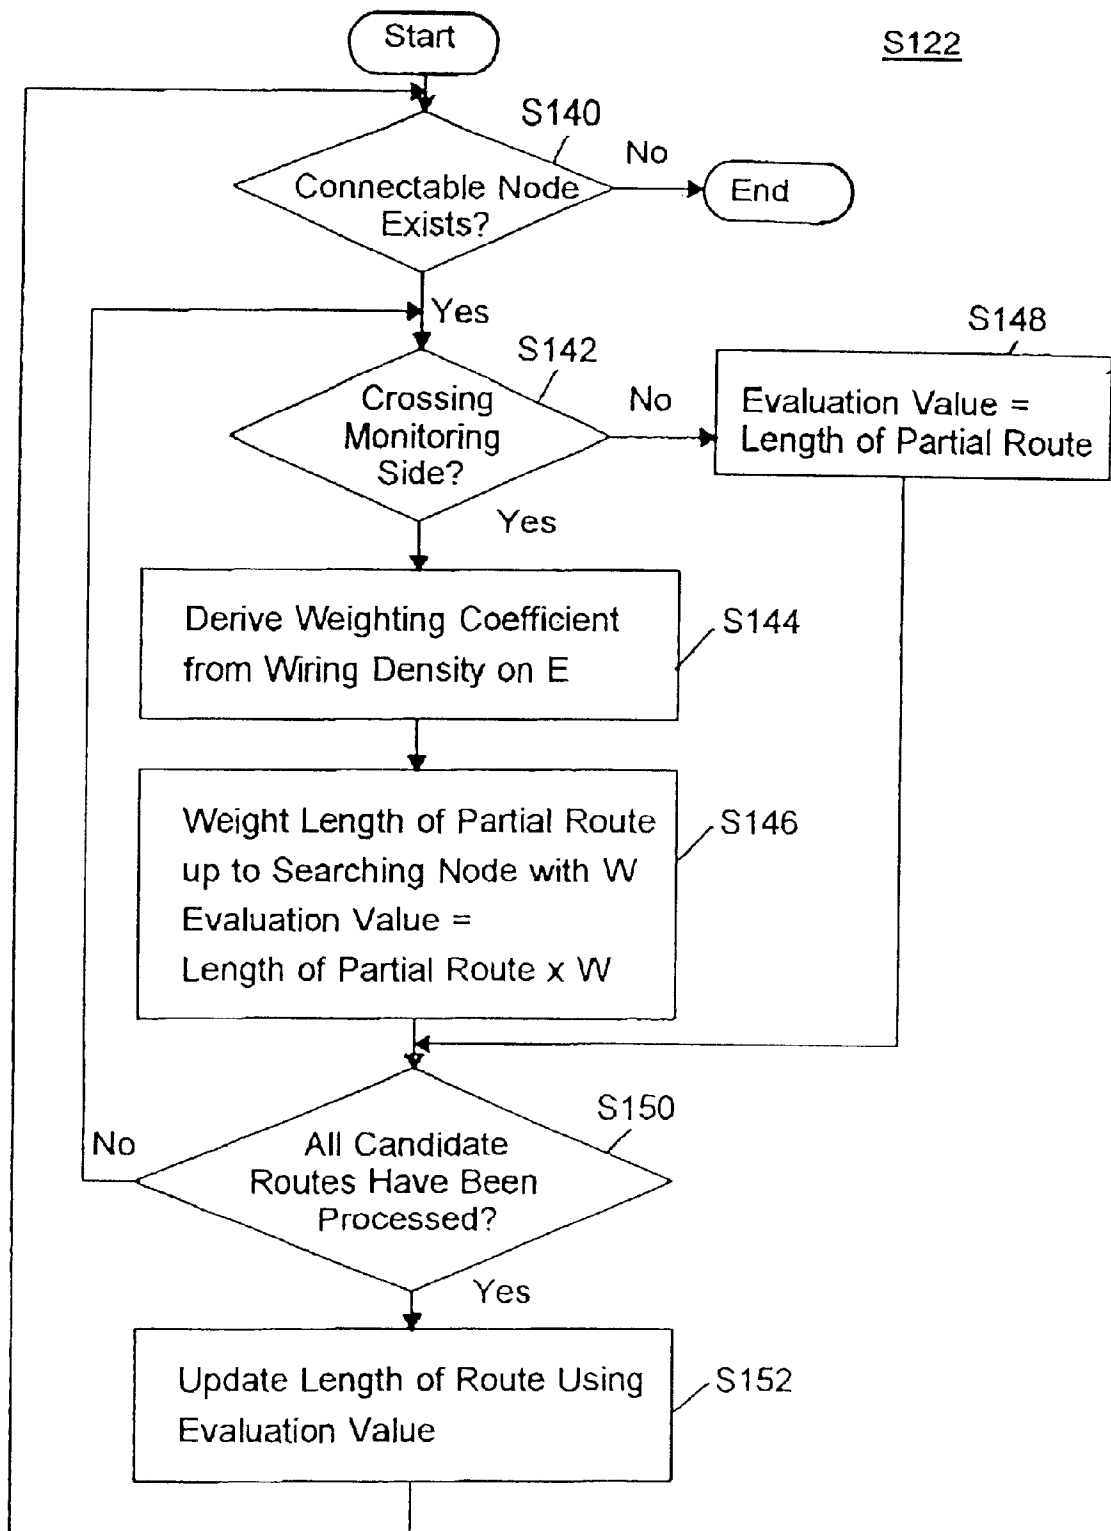 Start
S122
S140
No
Connectable Node
Exists?
End
Yes
S148
S142
Crossing
Monitoring
Side?
No
Evaluation Value =
Length of Partial Route
Yes
Derive Weighting Coefficient
from Wiring Density on E
S144
Weight Length of Partial Route
up to Searching Node with W
Evaluation Value =
Length of Partial Route x W
S146
S150
No
All Candidate
Routes Have Been
Processed?
Yes
Update Length of Route Using
Evaluation Value
S152